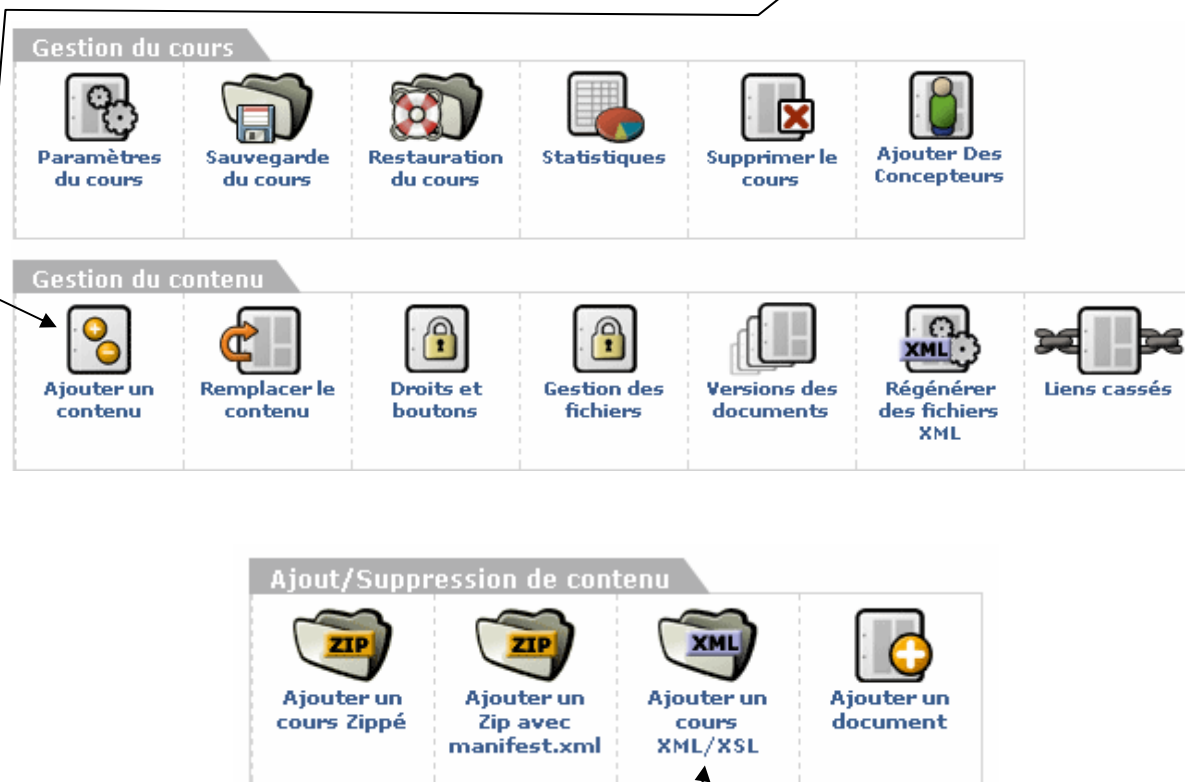 Gestion du cours
Paramètres
du cours
Sauvegarde
du cours
Restauration
du cours
Statistiques
Supprimer le
cours
Ajouter Des
Concepteurs
Gestion du contenu
XML
Ajouter un
contenu
Remplacer le
contenu
Droits et
boutons
Gestion des
fichiers
Versions des
documents
Régénérer
des fichiers
XML
Liens cassés
Ajout/Suppression de contenu
ZIP
Ajouter un
cours Zippé
ZIP
Ajouter un
Zip avec
manifest.xml
XML
Ajouter un
cours
XML/XSL
Ajouter un
document